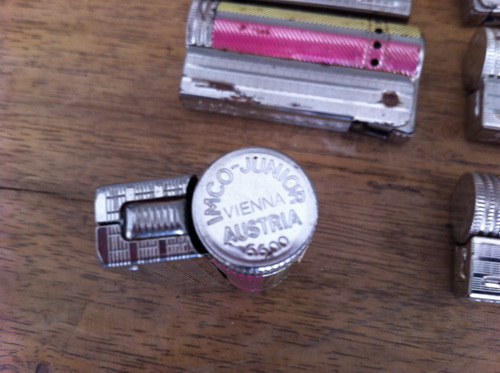 IMCO-JUNIOR
VIENNA
AUSTRIA
6600